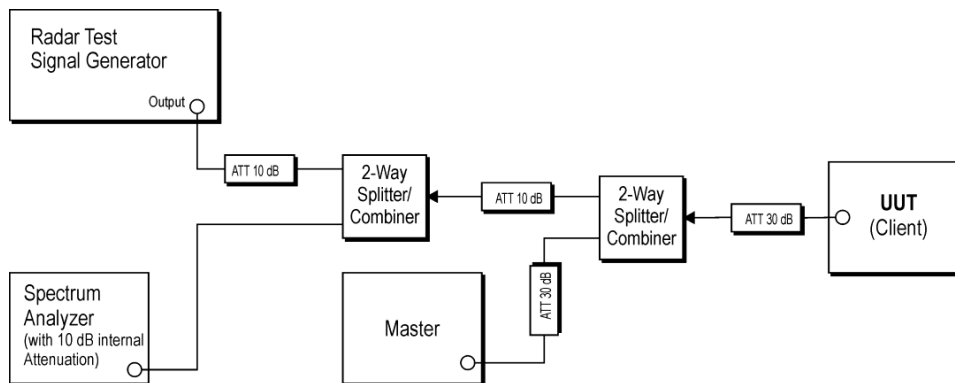 Radar Test
Signal Generator
Output
ATT 10 dB
2-Way
Splitter/
Combiner
ATT 10 dB
2-Way
Splitter/
Combiner
ATT 30 dB
UUT
(Client)
Spectrum
Analyzer
(with 10 dB internal
Attenuation)
Master
ATT 30 dB